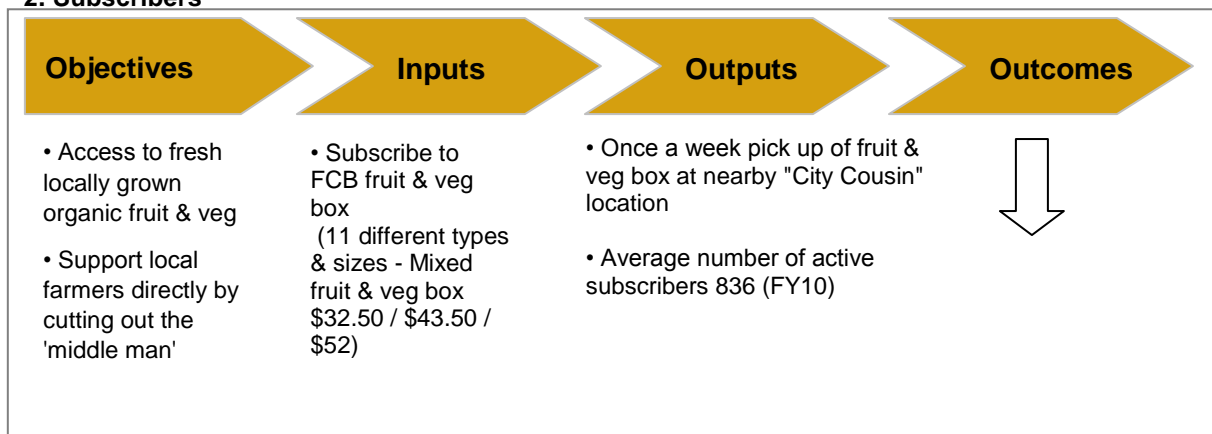 2. Subscribers
Objectives
Inputs
Outputs
Outcomes
• Access to fresh
locally grown
organic fruit & veg
• Support local
farmers directly by
cutting out the
'middle man'
• Subscribe to
FCB fruit & veg
box
(11 different types
& sizes - Mixed
fruit & veg box
$32.50 / $43.50 /
$52)
• Once a week pick up of fruit &
veg box at nearby "City Cousin"
location
• Average number of active
subscribers 836 (FY10)